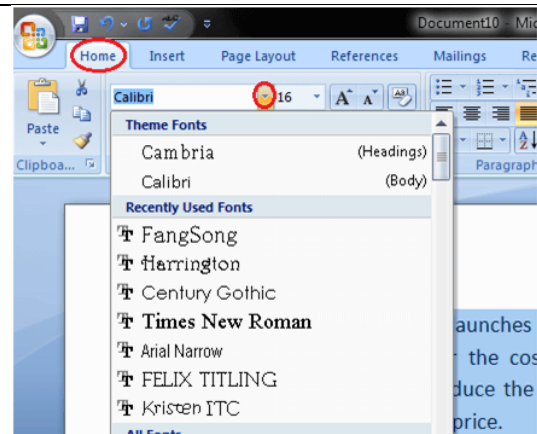 Document10 - Mic
Home Insert Page Layout References Mailings Re
Calibri 16 A A Aa
Paste
Clipboa... Paragraph
Theme Fonts
Cambria (Headings)
Calibri (Body)
Recently Used Fonts
FangSong
Harrington
Century Gothic
Times New Roman
Arial Narrow
FELIX TITLING
Kristen ITC
All Fonts
aunches
the cos
duce the
price.